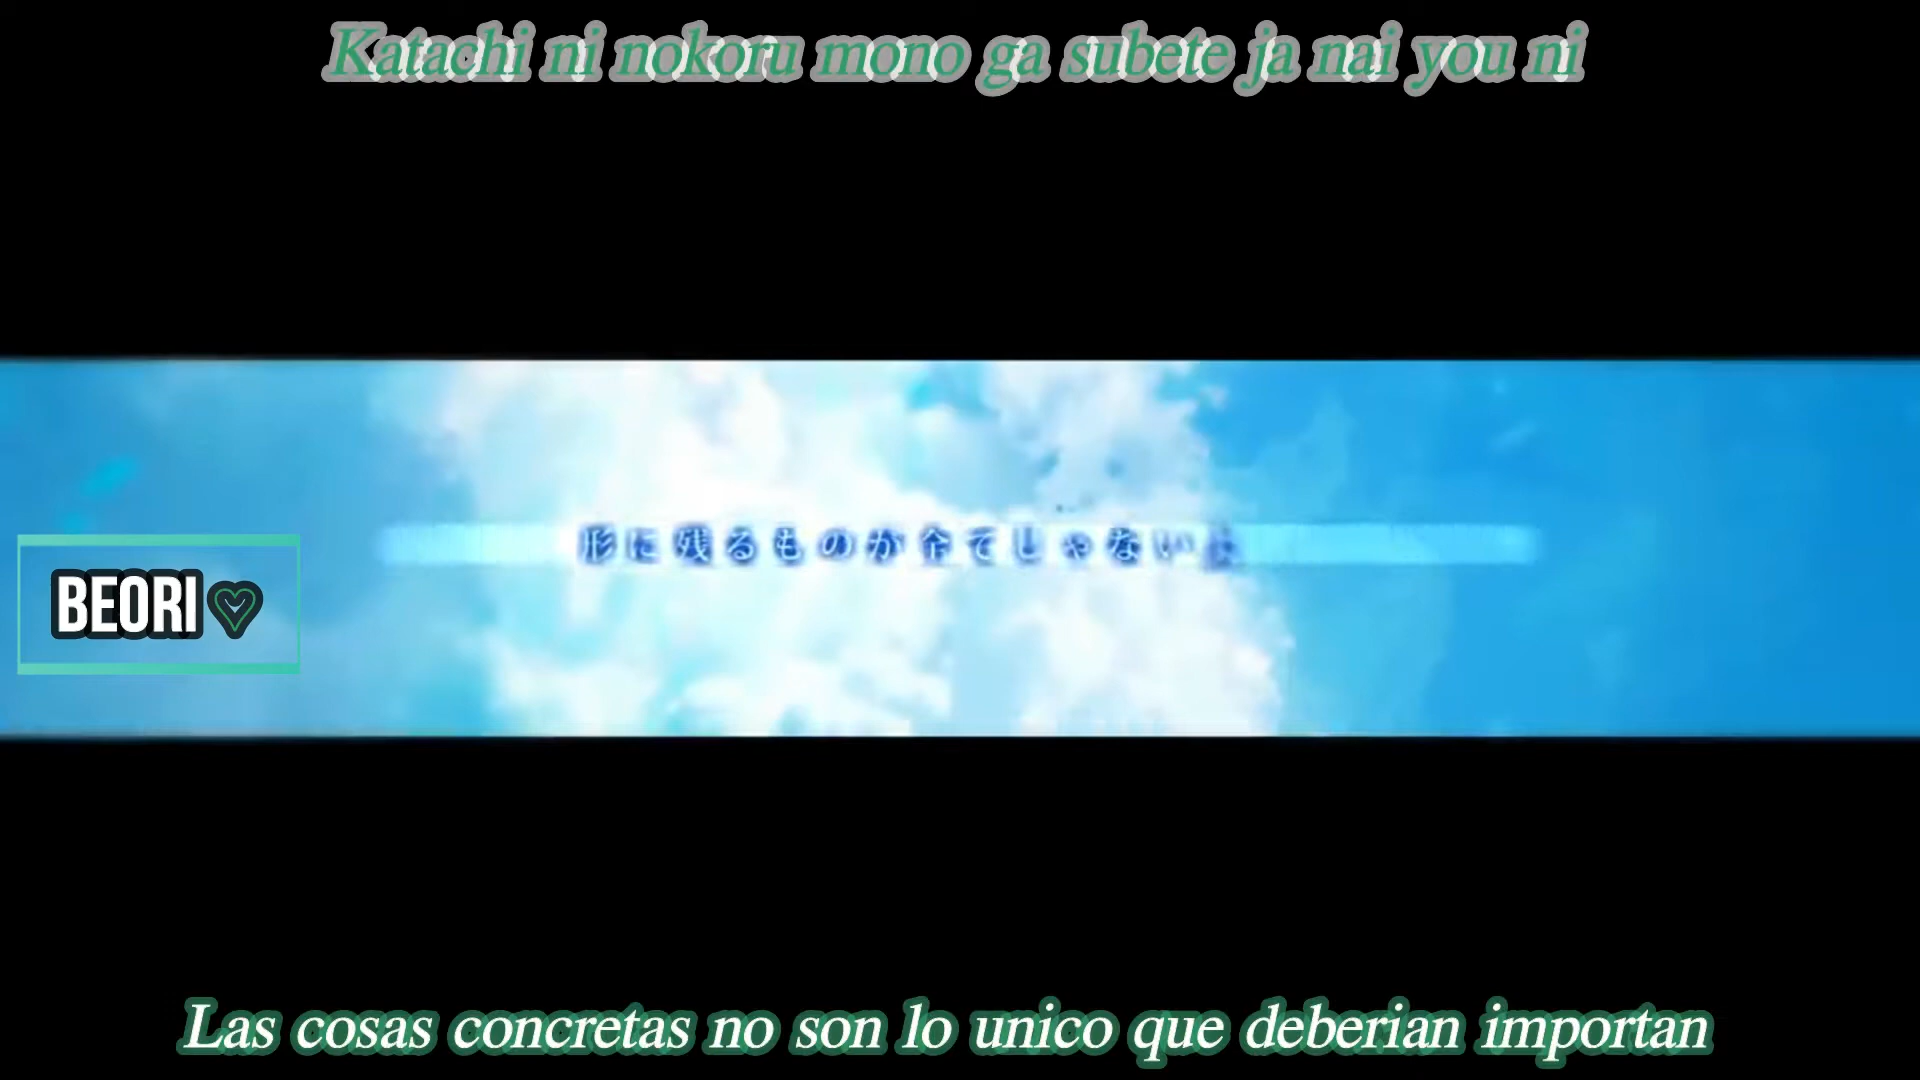 Katachi ni nokoru mono ga subete ja nai you ni
形に残るものが全てじゃない
BEORI
Las cosas concretas no son lo unico que deberian importan